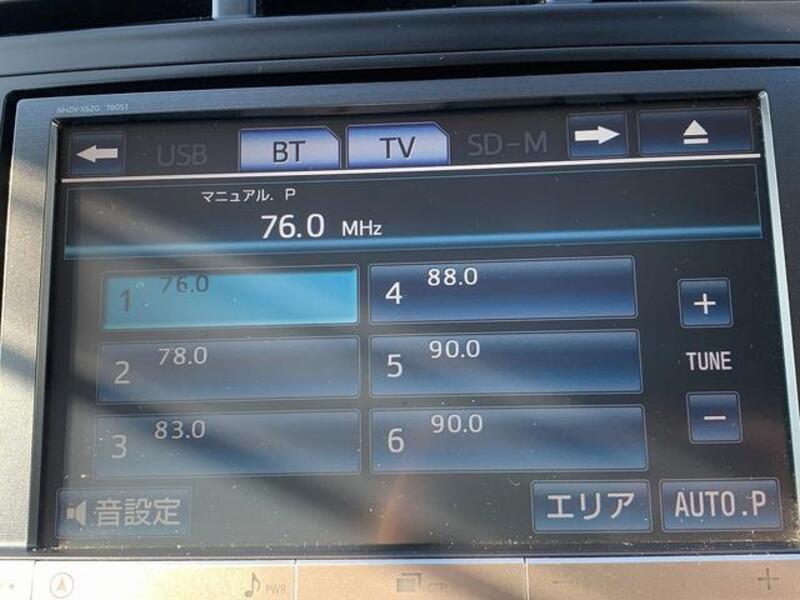 NHZN-X62G 76051
USB BT TV SD-M
マニュアル. P
76.0 MHz
1 76.0
4 88.0
2 78.0
5 90.0
3 83.0
6 90.0
+
TUNE
−
音設定
エリア AUTO.P
PWR CTRL − +